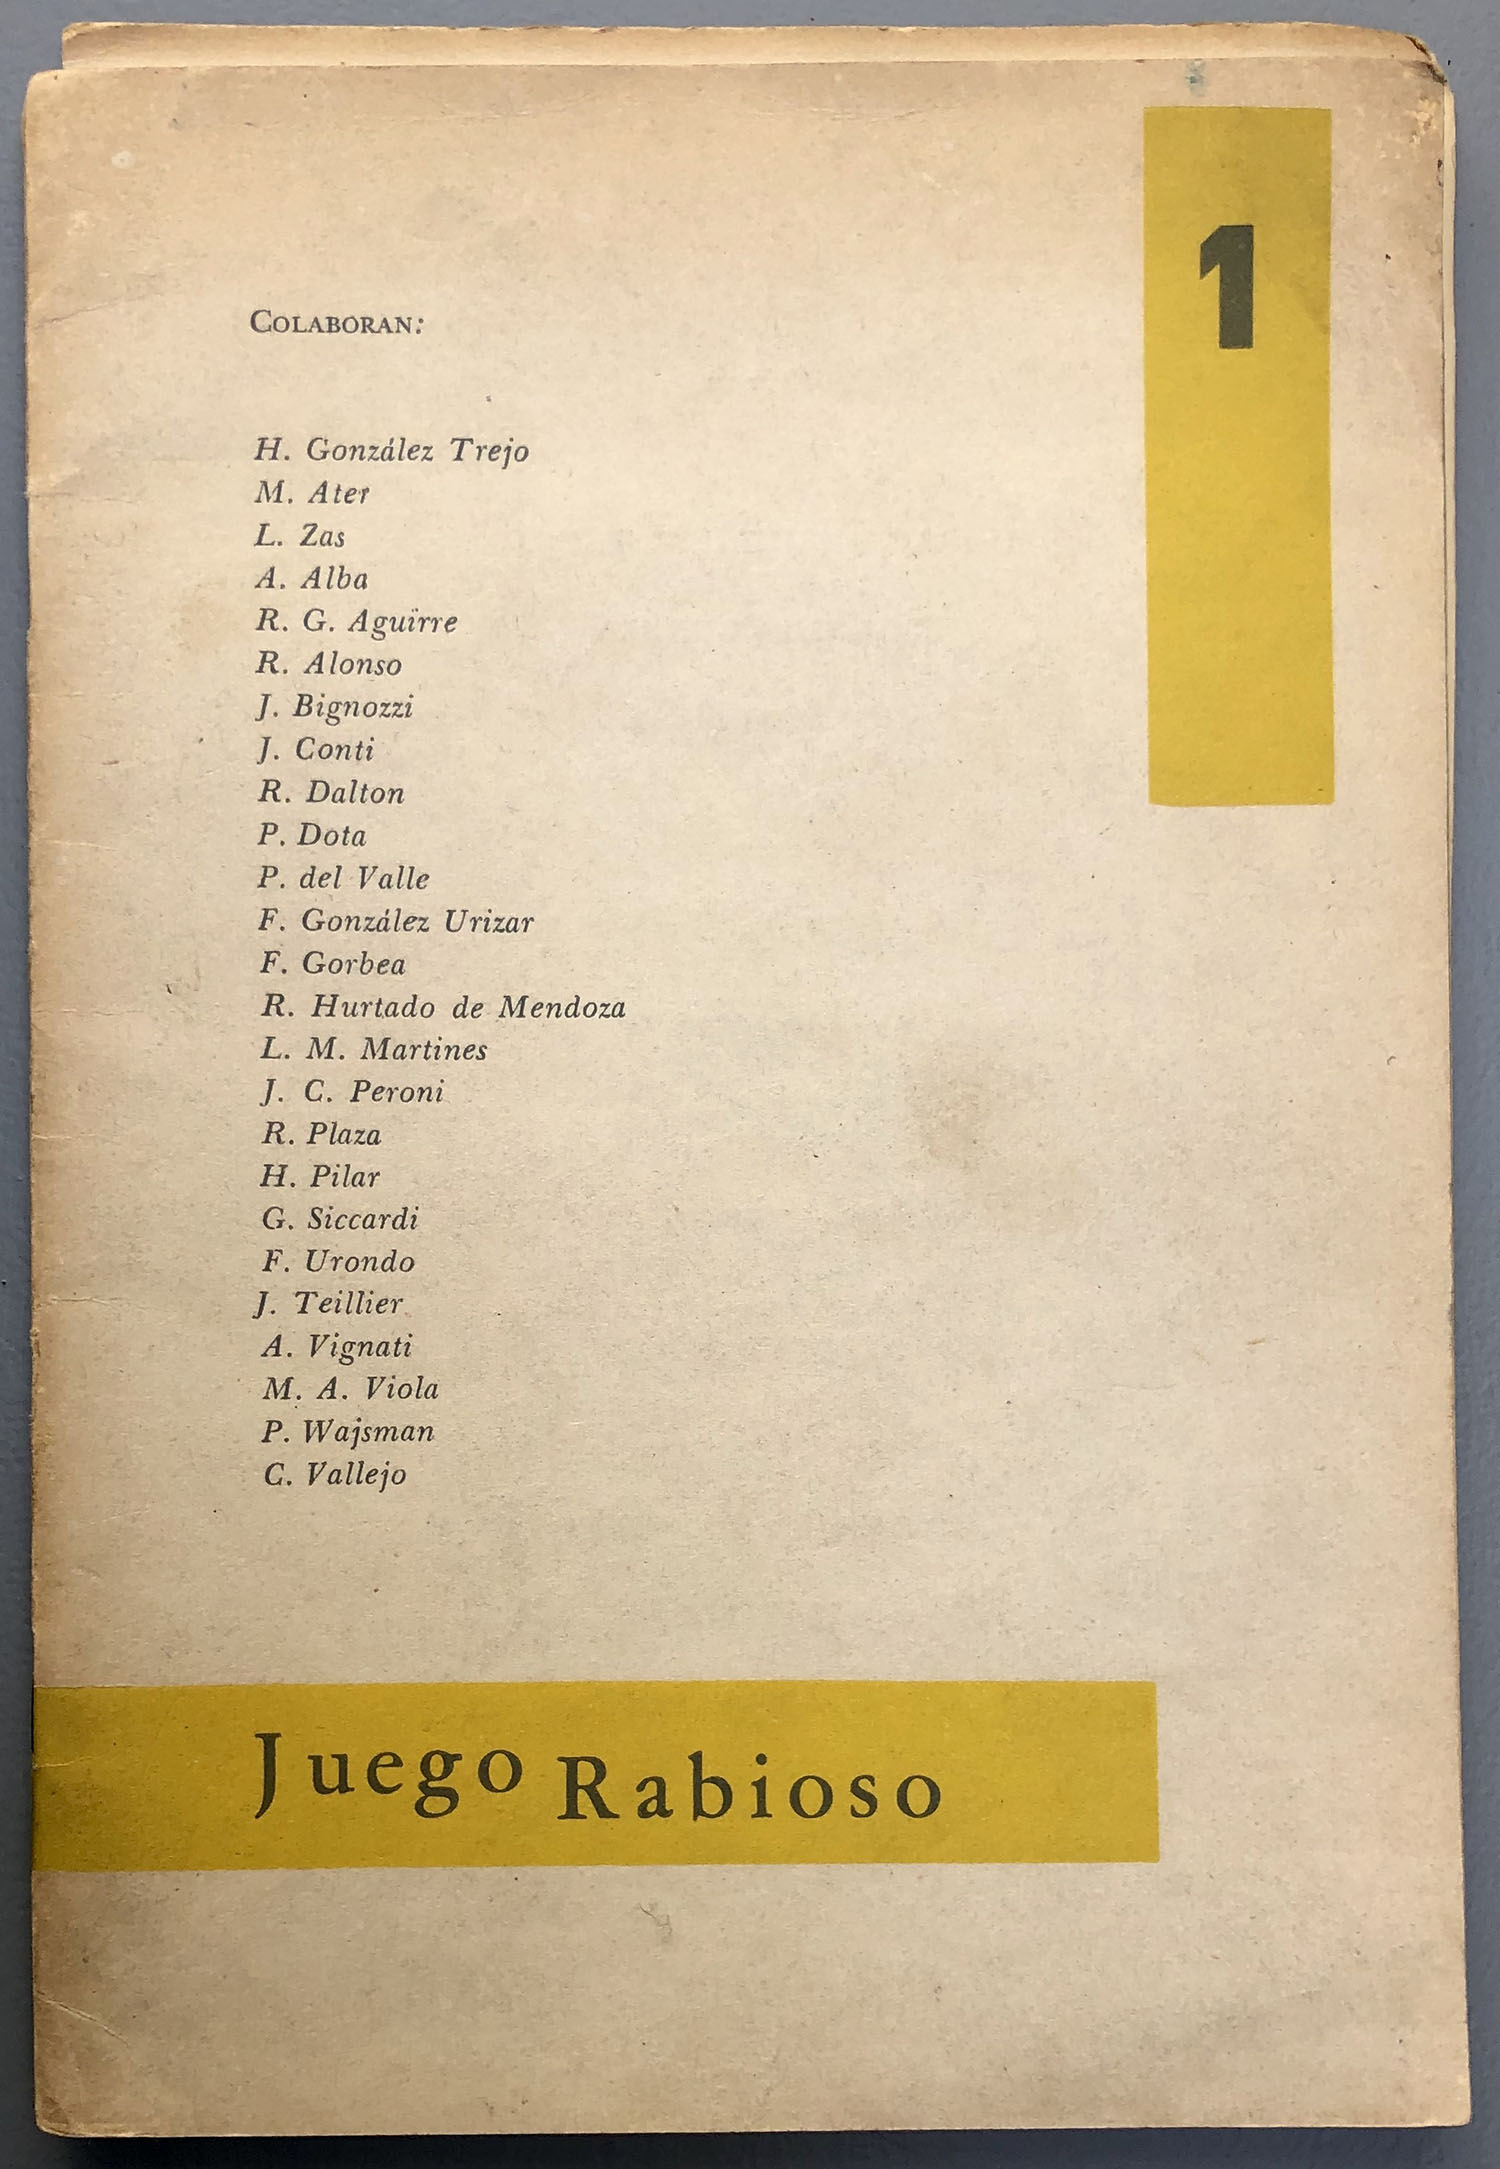 1
COLABORAN:
H. González Trejo
M. Ater
L. Zas
A. Alba
R. G. Aguirre
R. Alonso
J. Bignozzi
J. Conti
R. Dalton
P. Dota
P. del Valle
F. González Urizar
F. Gorbea
R. Hurtado de Mendoza
L. M. Martines
J. C. Peroni
R. Plaza
H. Pilar
G. Siccardi
F. Urondo
J. Teillier
A. Vignati
M. A. Viola
P. Wajsman
C. Vallejo
Juego Rabioso